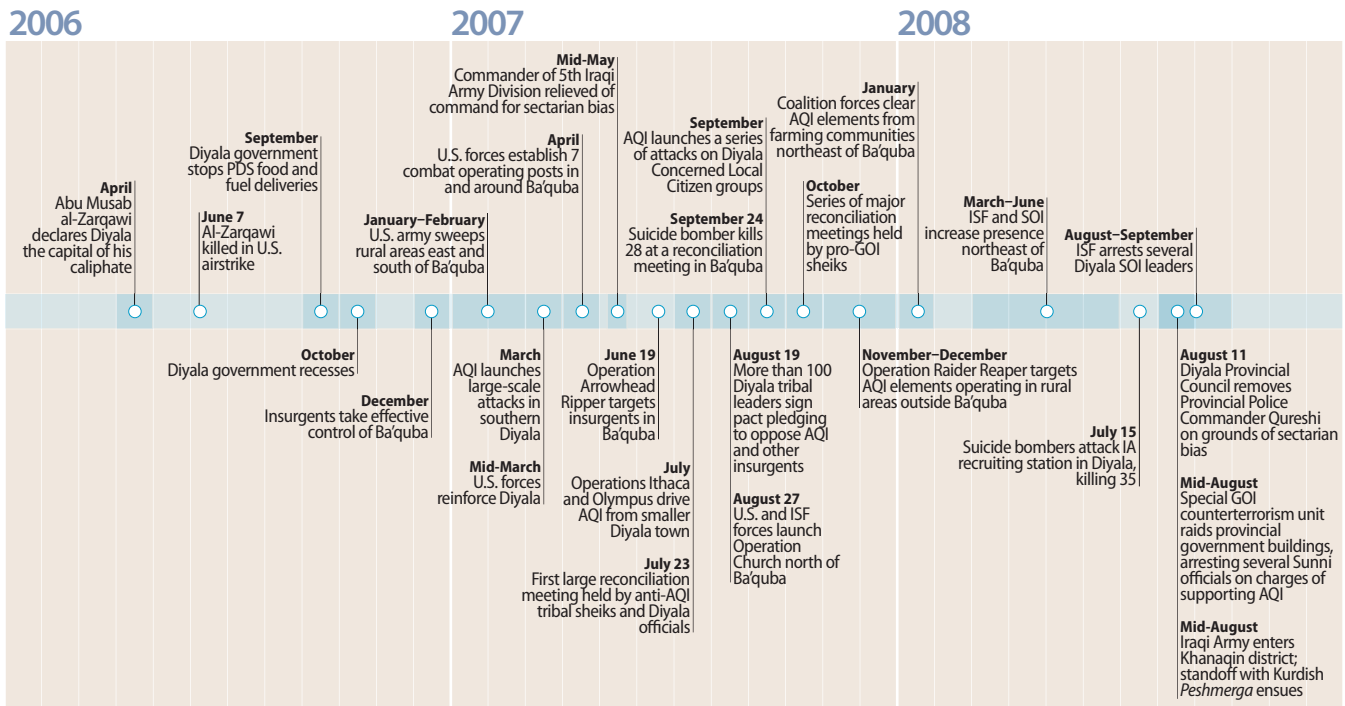 2006
2007
2008
April
Abu Musab
al-Zarqawi
declares Diyala
the capital of his
caliphate
June 7
Al-Zarqawi
killed in U.S.
airstrike
September
Diyala government
stops PDS food and
fuel deliveries
October
Diyala government recesses
December
Insurgents take effective
control of Ba'quba
January–February
U.S. army sweeps
rural areas east and
south of Ba'quba
March
AQI launches
large-scale
attacks in
southern
Diyala
Mid-March
U.S. forces
reinforce Diyala
April
U.S. forces establish 7
combat operating posts in
and around Ba'quba
Mid-May
Commander of 5th Iraqi
Army Division relieved of
command for sectarian bias
June 19
Operation
Arrowhead
Ripper targets
insurgents in
Ba'quba
July
Operations Ithaca
and Olympus drive
AQI from smaller
Diyala town
July 23
First large reconciliation
meeting held by anti-AQI
tribal sheiks and Diyala
officials
August 19
More than 100
Diyala tribal
leaders sign
pact pledging
to oppose AQI
and other
insurgents
August 27
U.S. and ISF
forces launch
Operation
Church north of
Ba'quba
September
AQI launches a series
of attacks on Diyala
Concerned Local
Citizen groups
September 24
Suicide bomber kills
28 at a reconciliation
meeting in Ba'quba
October
Series of major
reconciliation
meetings held
by pro-GOI
sheiks
November–December
Operation Raider Reaper targets
AQI elements operating in rural
areas outside Ba'quba
January
Coalition forces clear
AQI elements from
farming communities
northeast of Ba'quba
March–June
ISF and SOI
increase presence
northeast of
Ba'quba
July 15
Suicide bombers attack IA
recruiting station in Diyala,
killing 35
August–September
ISF arrests several
Diyala SOI leaders
August 11
Diyala Provincial
Council removes
Provincial Police
Commander Qureshi
on grounds of sectarian
bias
Mid-August
Special GOI
counterterrorism unit
raids provincial
government buildings,
arresting several Sunni
officials on charges of
supporting AQI
Mid-August
Iraqi Army enters
Khanaqin district;
standoff with Kurdish
Peshmerga ensues